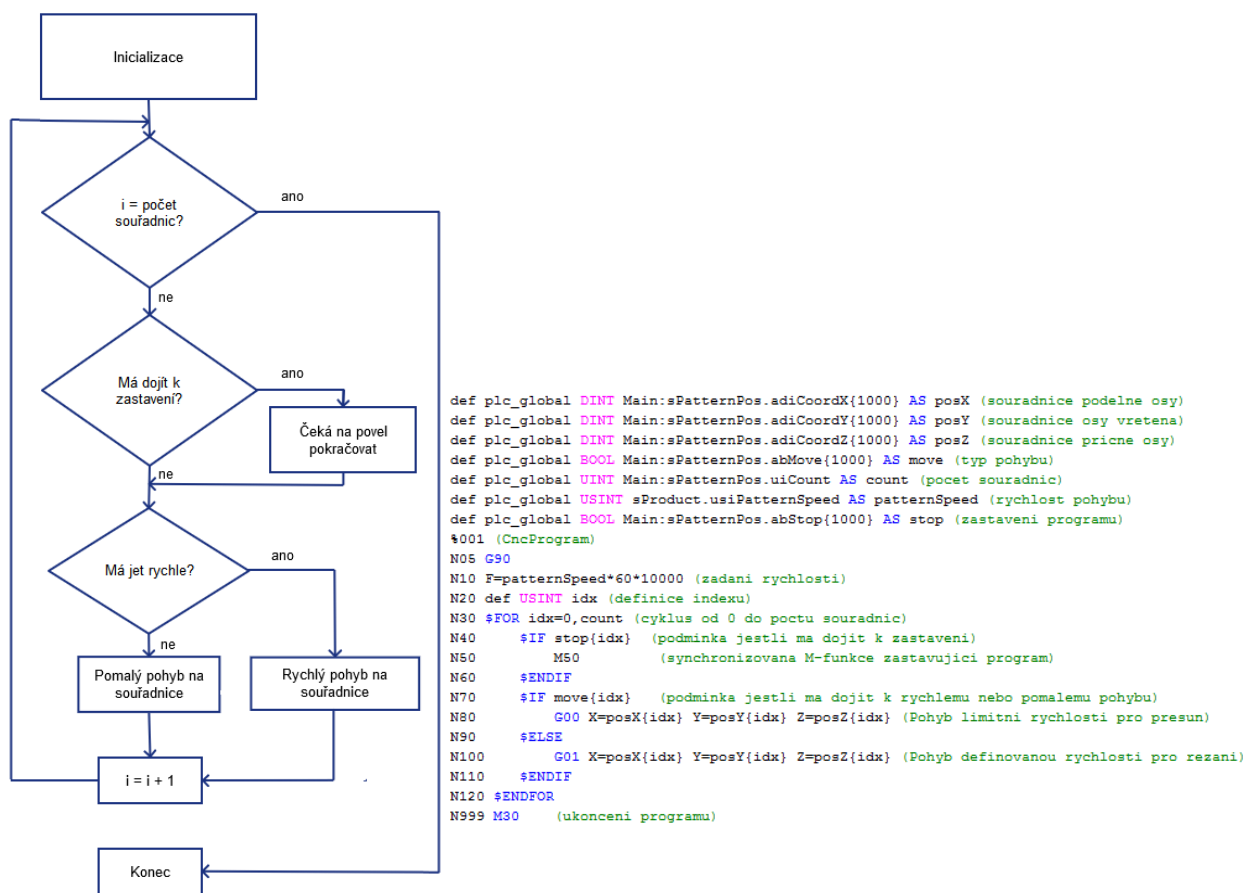 Inicializace
i = počet
souřadnic?
ano
ne
Má dojít k
zastavení?
ano
Čeká na povel
pokračovat
ne
Má jet rychle?
ano
ne
Pomalý pohyb na
souřadnice
Rychlý pohyb na
souřadnice
i = i + 1
Konec
def plc_global DINT Main:sPatternPos.adiCoordX{1000} AS posX (souradnice podelne osy)
def plc_global DINT Main:sPatternPos.adiCoordY{1000} AS posY (souradnice osy vretena)
def plc_global DINT Main:sPatternPos.adiCoordZ{1000} AS posZ (souradnice pricne osy)
def plc_global BOOL Main:sPatternPos.abMove{1000} AS move (typ pohybu)
def plc_global UINT Main:sPatternPos.uiCount AS count (pocet souradnic)
def plc_global USINT sProduct.usiPatternSpeed AS patternSpeed (rychlost pohybu)
def plc_global BOOL Main:sPatternPos.abStop{1000} AS stop (zastaveni programu)
%001 (CncProgram)
N05 G90
N10 F=patternSpeed*60*10000 (zadani rychlosti)
N20 def USINT idx (definice indexu)
N30 $FOR idx=0,count (cyklus od 0 do poctu souradnic)
N40 $IF stop{idx} (podminka jestli ma dojit k zastaveni)
N50 M50 (synchronizovana M-funkce zastavujici program)
N60 $ENDIF
N70 $IF move{idx} (podminka jestli ma dojit k rychlemu nebo pomalemu pohybu)
N80 G00 X=posX{idx} Y=posY{idx} Z=posZ{idx} (Pohyb limitni rychlosti pro presun)
N90 $ELSE
N100 G01 X=posX{idx} Y=posY{idx} Z=posZ{idx} (Pohyb definovanou rychlosti pro rezani)
N110 $ENDIF
N120 $ENDFOR
N999 M30 (ukonceni programu)